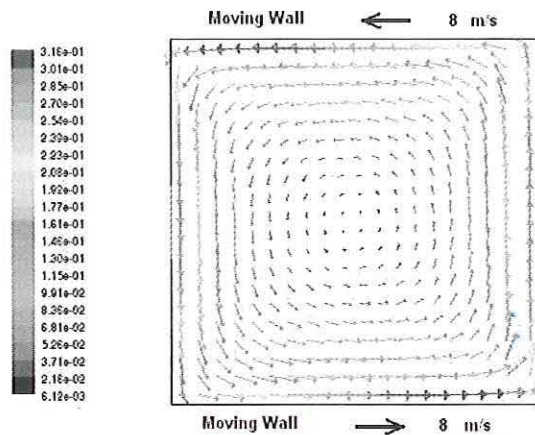 Moving Wall 8 m/s
3.16e-01
3.01e-01
2.85e-01
2.70e-01
2.54e-01
2.39e-01
2.23e-01
2.08e-01
1.92e-01
1.77e-01
1.61e-01
1.46e-01
1.30e-01
1.15e-01
9.91e-02
8.36e-02
6.81e-02
5.26e-02
3.71e-02
2.16e-02
6.12e-03
Moving Wall 8 m/s